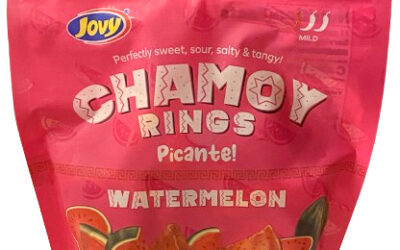 Jovy
MILD
Perfectly sweet, sour, salty & tangy!
CHAMOY
RINGS
Picante!
WATERMELON